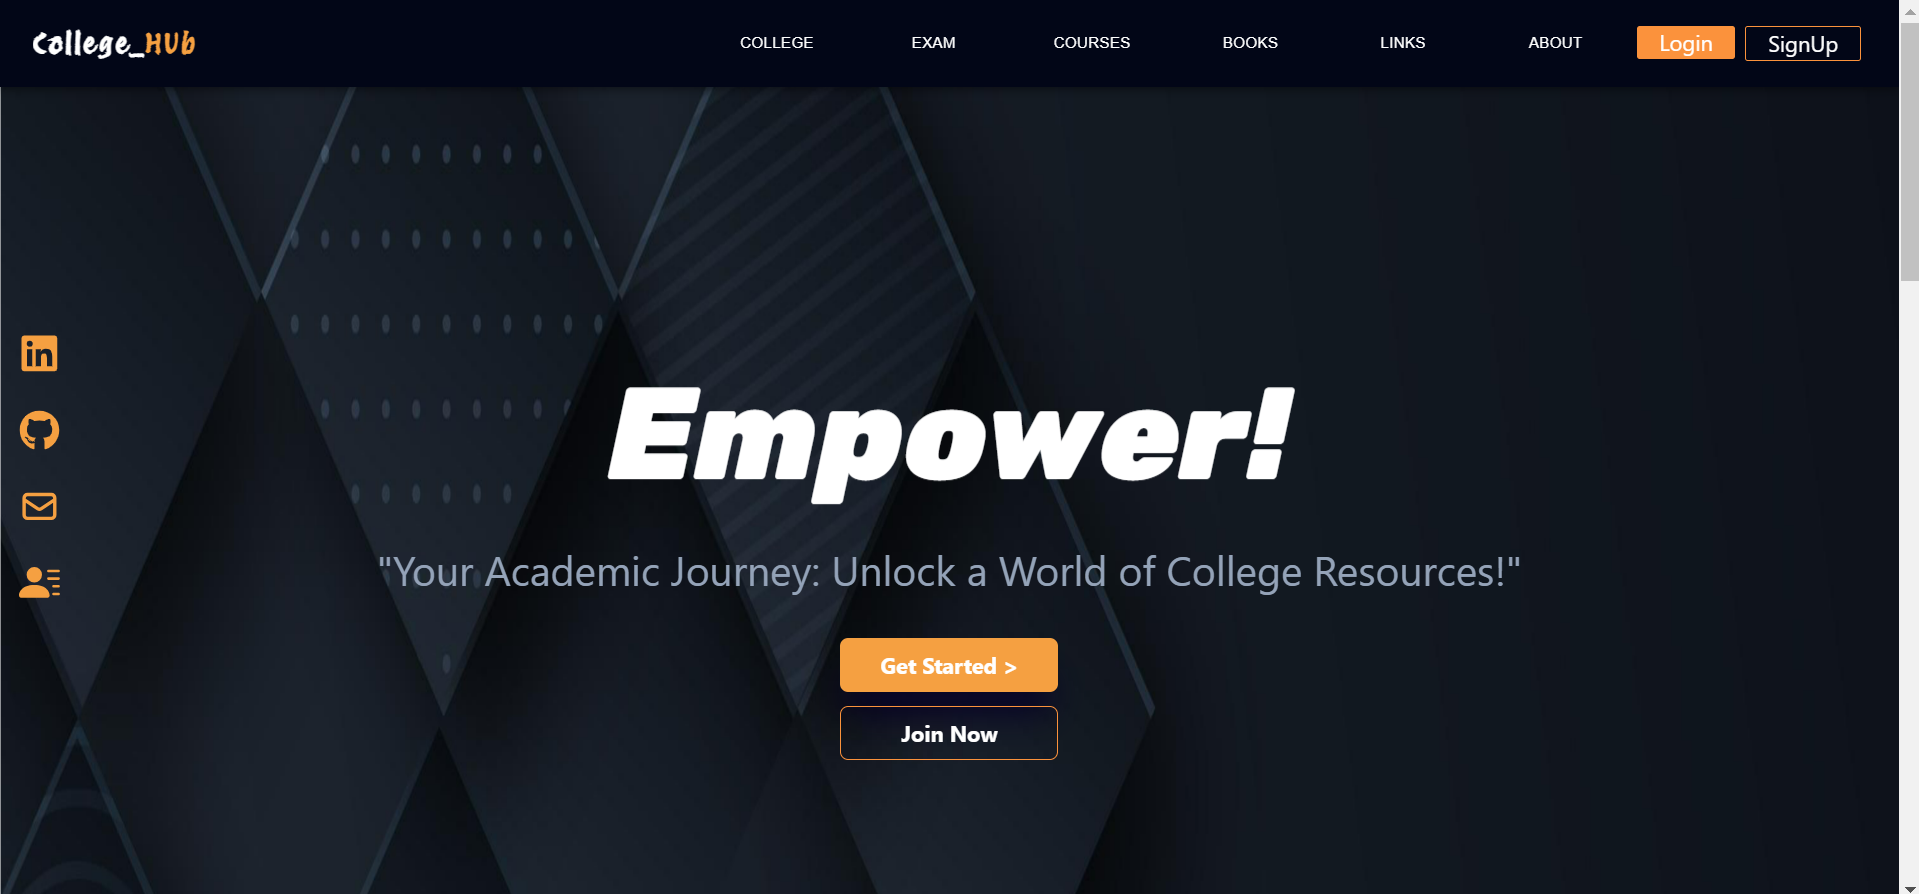 College_HUb
COLLEGE
EXAM
COURSES
BOOKS
LINKS
ABOUT
Login
SignUp
Empower!
"Your Academic Journey: Unlock a World of College Resources!"
Get Started >
Join Now